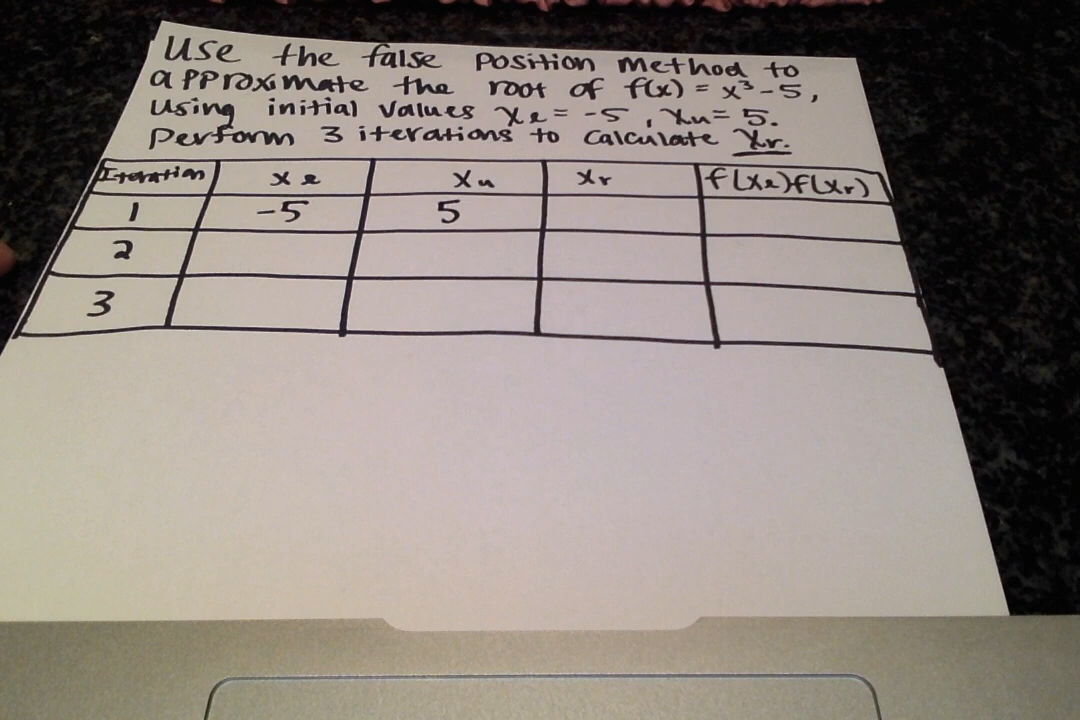 Use the false position method to
approximate the root of f(x) = x³-5,
using initial values xℓ = -5, xu = 5.
Perform 3 iterations to calculate xr.
Iteration xℓ xu xr f(xℓ)f(xr)
1 -5 5
2
3